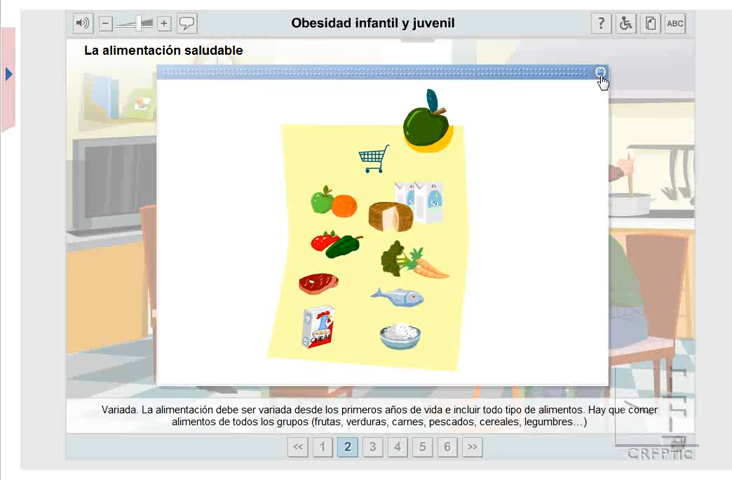 Obesidad infantil y juvenil
? ABC
La alimentación saludable
Variada. La alimentación debe ser variada desde los primeros años de vida e incluir todo tipo de alimentos. Hay que comer
alimentos de todos los grupos (frutas, verduras, carnes, pescados, cereales, legumbres...)
<< 1 2 3 4 5 6 >>
CRFPTIC